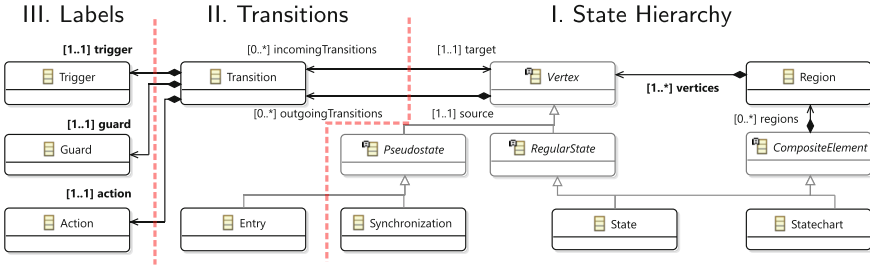 III. Labels
II. Transitions
I. State Hierarchy
[1..1] trigger
[0..*] incomingTransitions
[1..1] target
Trigger
Transition
Vertex
Region
[1..*] vertices
[0..*] outgoingTransitions
[1..1] source
[1..1] guard
[0..*] regions
Guard
Pseudostate
RegularState
CompositeElement
[1..1] action
Action
Entry
Synchronization
State
Statechart